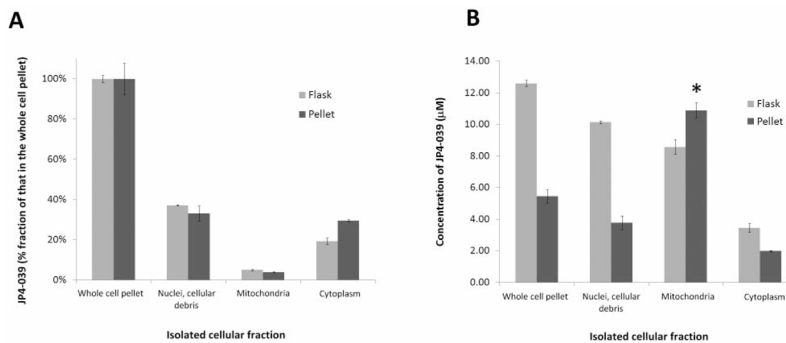 A
JP4-039 (% fraction of that in the whole cell pellet)
100%
80%
60%
40%
20%
0%
Flask
Pellet
Whole cell pellet
Nuclei, cellular
debris
Mitochondria
Cytoplasm
Isolated cellular fraction
B
Concentration of JP4-039 (μM)
14.00
12.00
10.00
8.00
6.00
4.00
2.00
0.00
*
Flask
Pellet
Whole cell pellet
Nuclei, cellular
debris
Mitochondria
Cytoplasm
Isolated cellular fraction